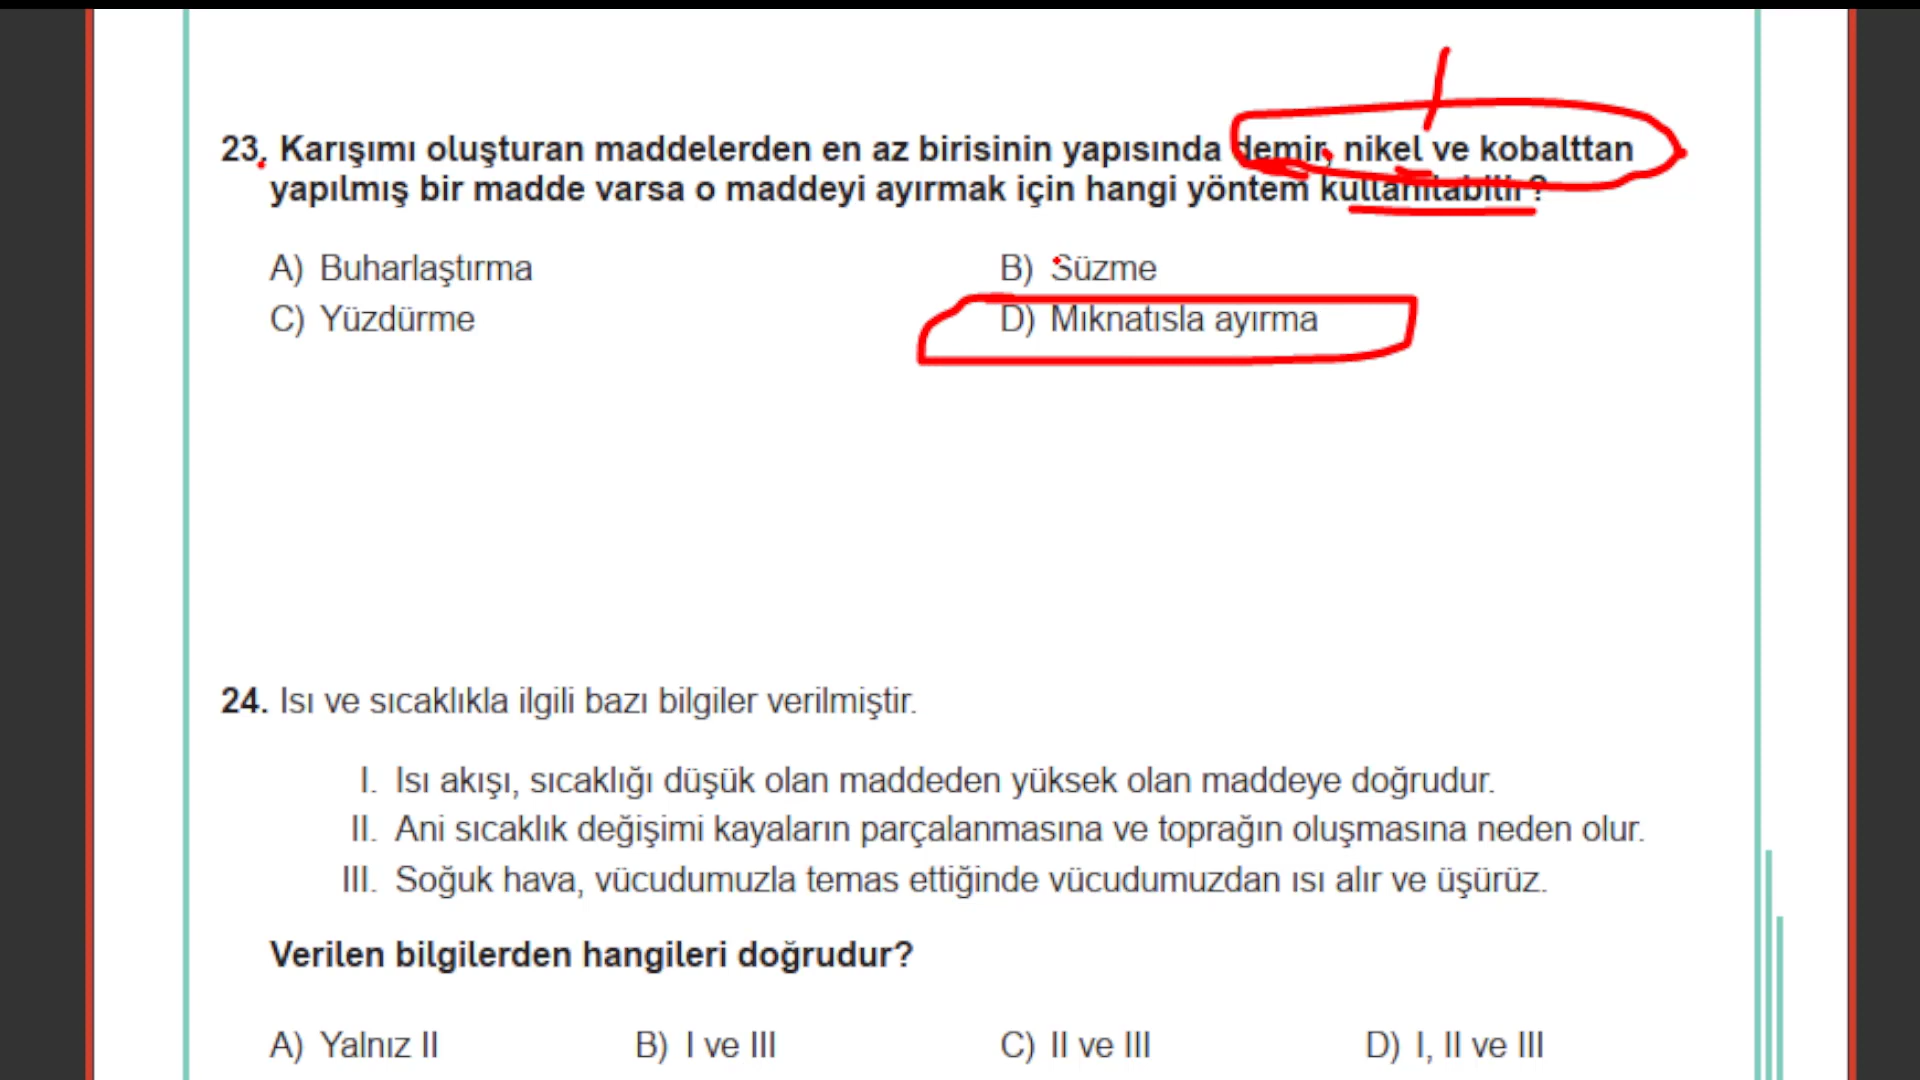 23. Karışımı oluşturan maddelerden en az birisinin yapısında demir, nikel ve kobalttan
yapılmış bir madde varsa o maddeyi ayırmak için hangi yöntem kullanılabilir?
A) Buharlaştırma B) Süzme
C) Yüzdürme D) Mıknatısla ayırma
24. Isı ve sıcaklıkla ilgili bazı bilgiler verilmiştir.
I. Isı akışı, sıcaklığı düşük olan maddeden yüksek olan maddeye doğrudur.
II. Ani sıcaklık değişimi kayaların parçalanmasına ve toprağın oluşmasına neden olur.
III. Soğuk hava, vücudumuzla temas ettiğinde vücudumuzdan ısı alır ve üşürüz.
Verilen bilgilerden hangileri doğrudur?
A) Yalnız II B) I ve III C) II ve III D) I, II ve III